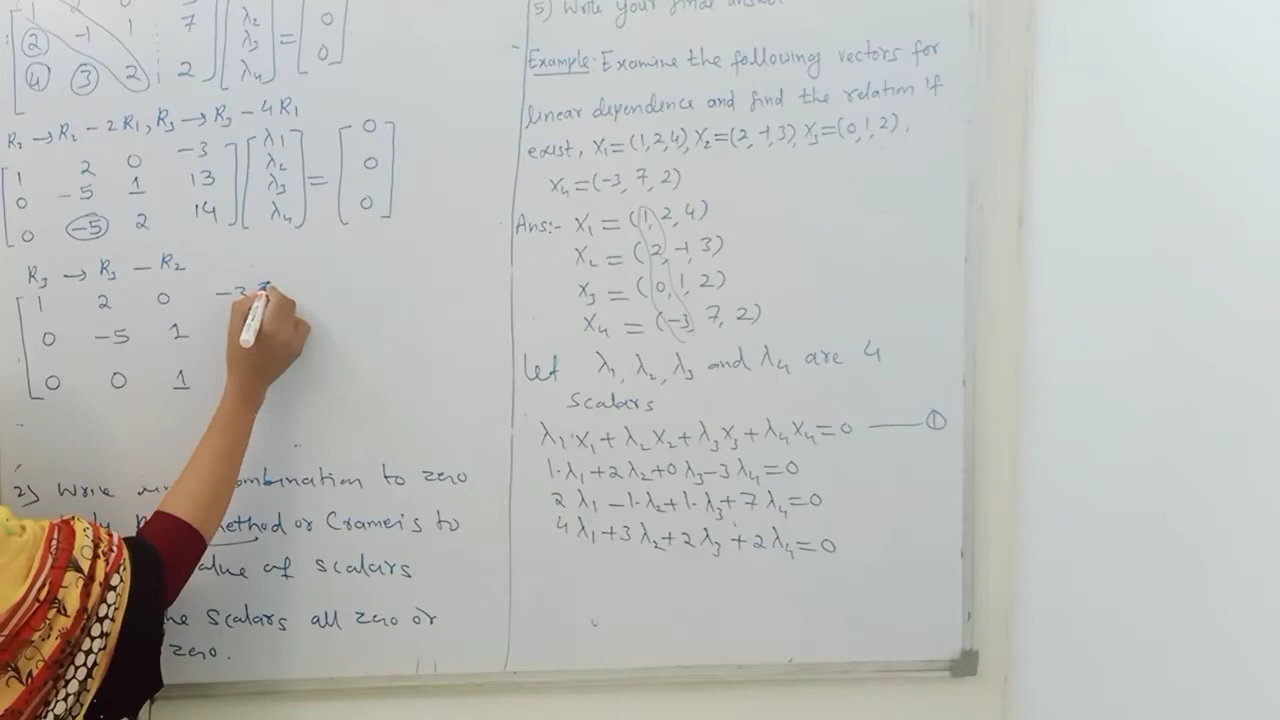 2 -1 1 7 λ2 0
λ3 =
4 3 2 2 λ4 0
R2 → R2 - 2R1, R3 → R3 - 4R1
1 2 0 -3 λ1 0
0 -5 1 13 λ2 = 0
0 -5 2 14 λ3 0
λ4
R3 → R3 - R2
1 2 0 -3
0 -5 1
0 0 1
2) Write combination to zero
method or Cramer's to
value of scalars
scalars all zero or
zero.
5) Write your final answer
Example: Examine the following vectors for
linear dependence and find the relation if
exist, X1=(1,2,4), X2=(2,-1,3), X3=(0,1,2),
X4=(-3,7,2)
Ans:- X1 = (1,2,4)
X2 = (2,-1,3)
X3 = (0,1,2)
X4 = (-3,7,2)
Let λ1, λ2, λ3 and λ4 are 4
scalars
λ1·X1 + λ2X2 + λ3X3 + λ4X4 = 0 — ①
1·λ1 + 2λ2 + 0λ3 - 3λ4 = 0
2λ1 - 1·λ2 + 1·λ3 + 7λ4 = 0
4λ1 + 3λ2 + 2λ3 + 2λ4 = 0